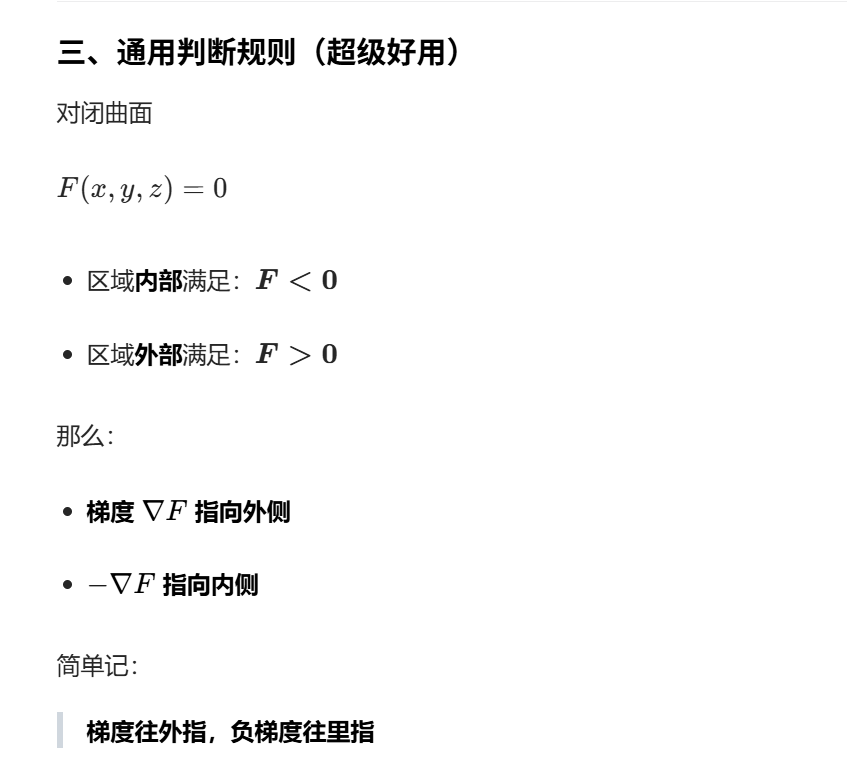 三、通用判断规则（超级好用）
对闭曲面
F(x, y, z) = 0
• 区域内部满足：F < 0
• 区域外部满足：F > 0
那么：
• 梯度 ∇F 指向外侧
• −∇F 指向内侧
简单记：
梯度往外指，负梯度往里指